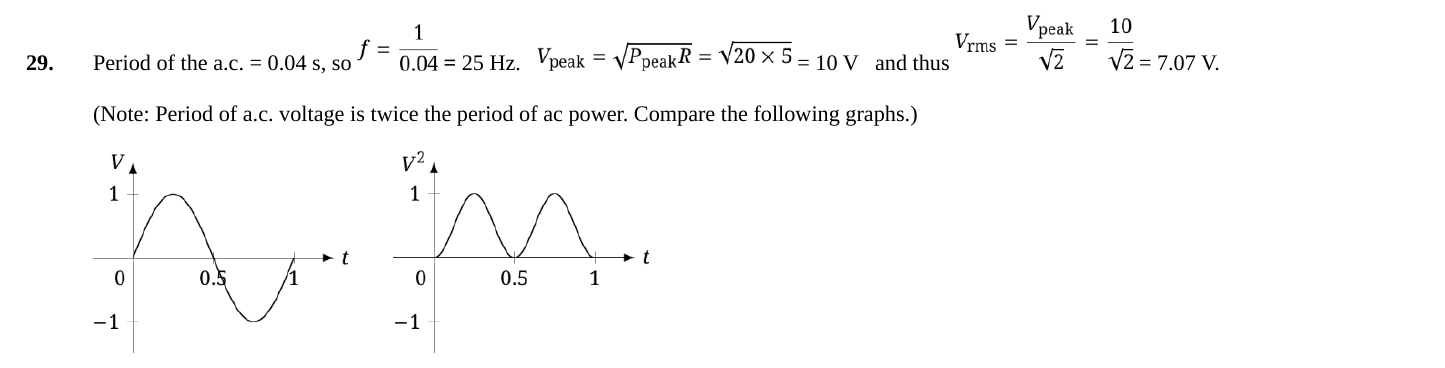 29. Period of the a.c. = 0.04 s, so f = 1/0.04 = 25 Hz. V_peak = √(P_peak R) = √(20 × 5) = 10 V and thus V_rms = V_peak/√2 = 10/√2 = 7.07 V.
(Note: Period of a.c. voltage is twice the period of ac power. Compare the following graphs.)
V
1
0 0.5 1 t
−1
V²
1
0 0.5 1 t
−1